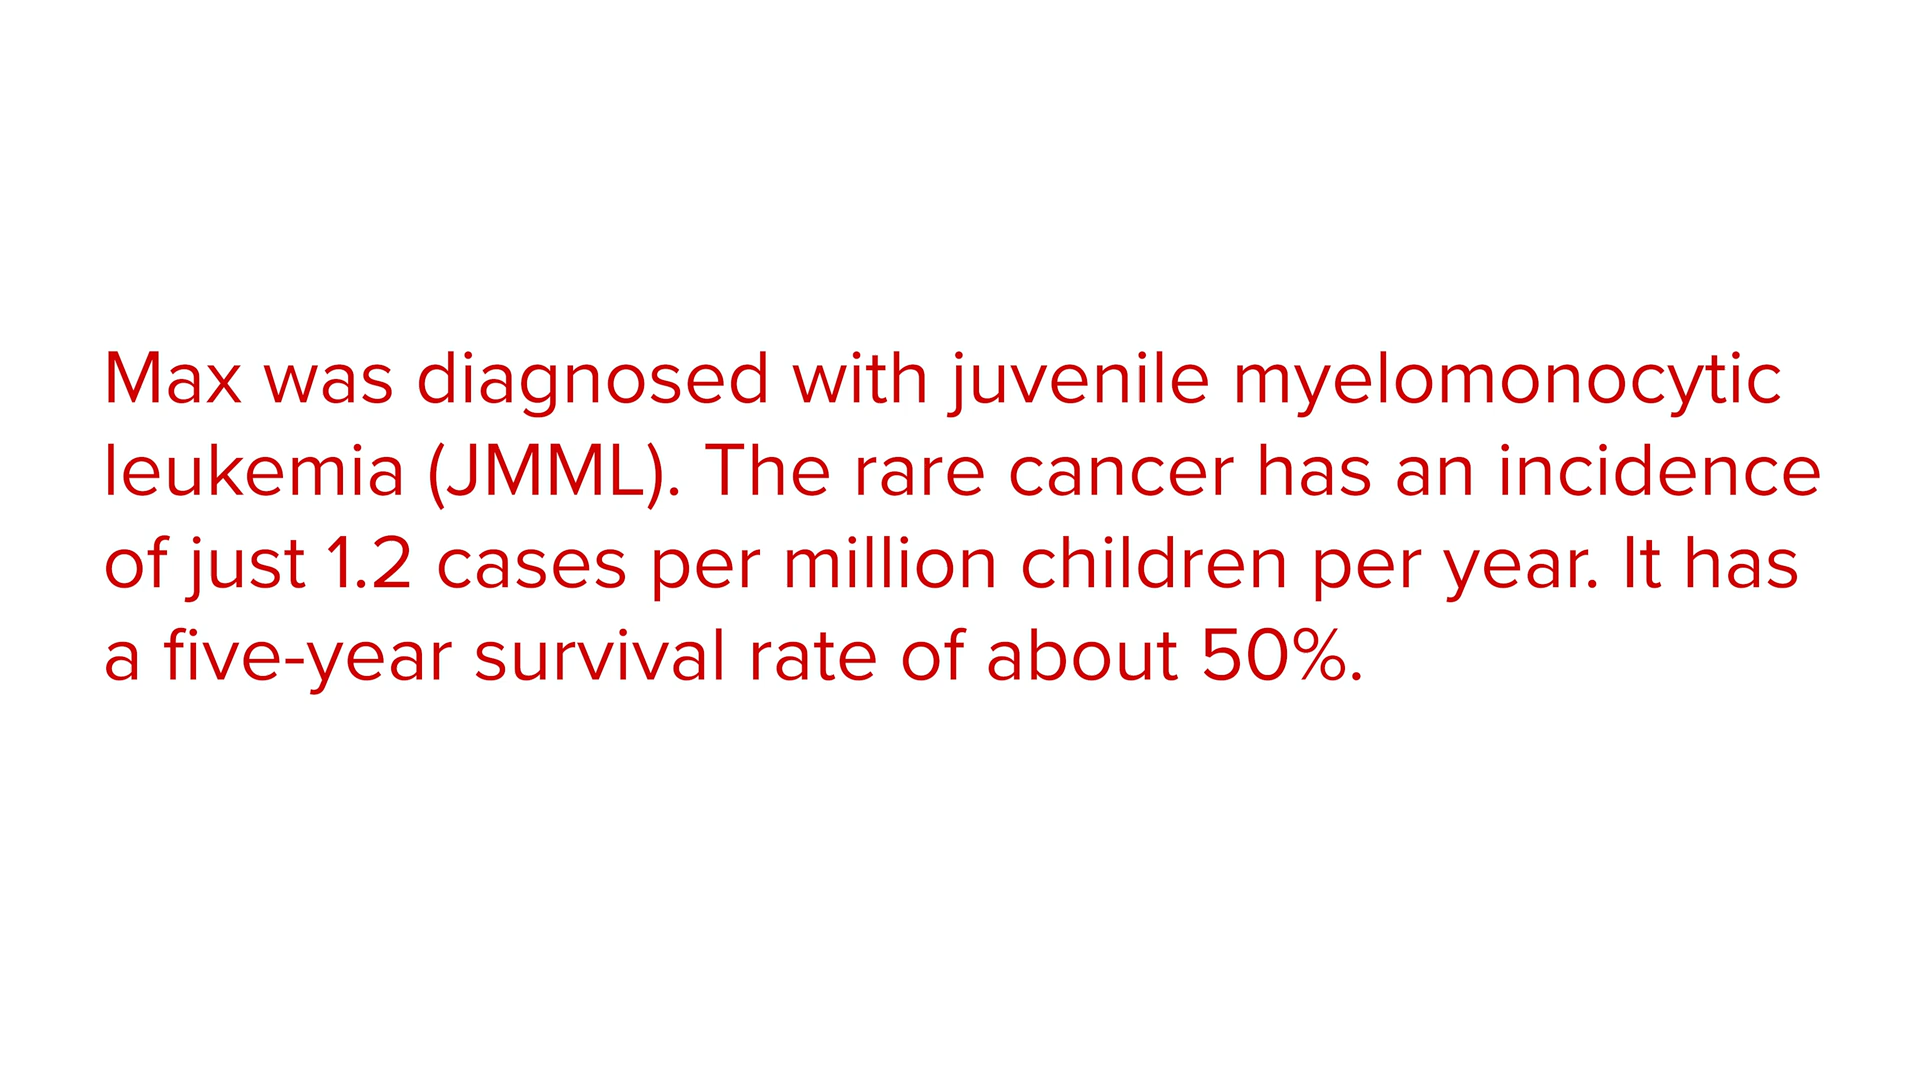 Max was diagnosed with juvenile myelomonocytic
leukemia (JMML). The rare cancer has an incidence
of just 1.2 cases per million children per year. It has
a five-year survival rate of about 50%.